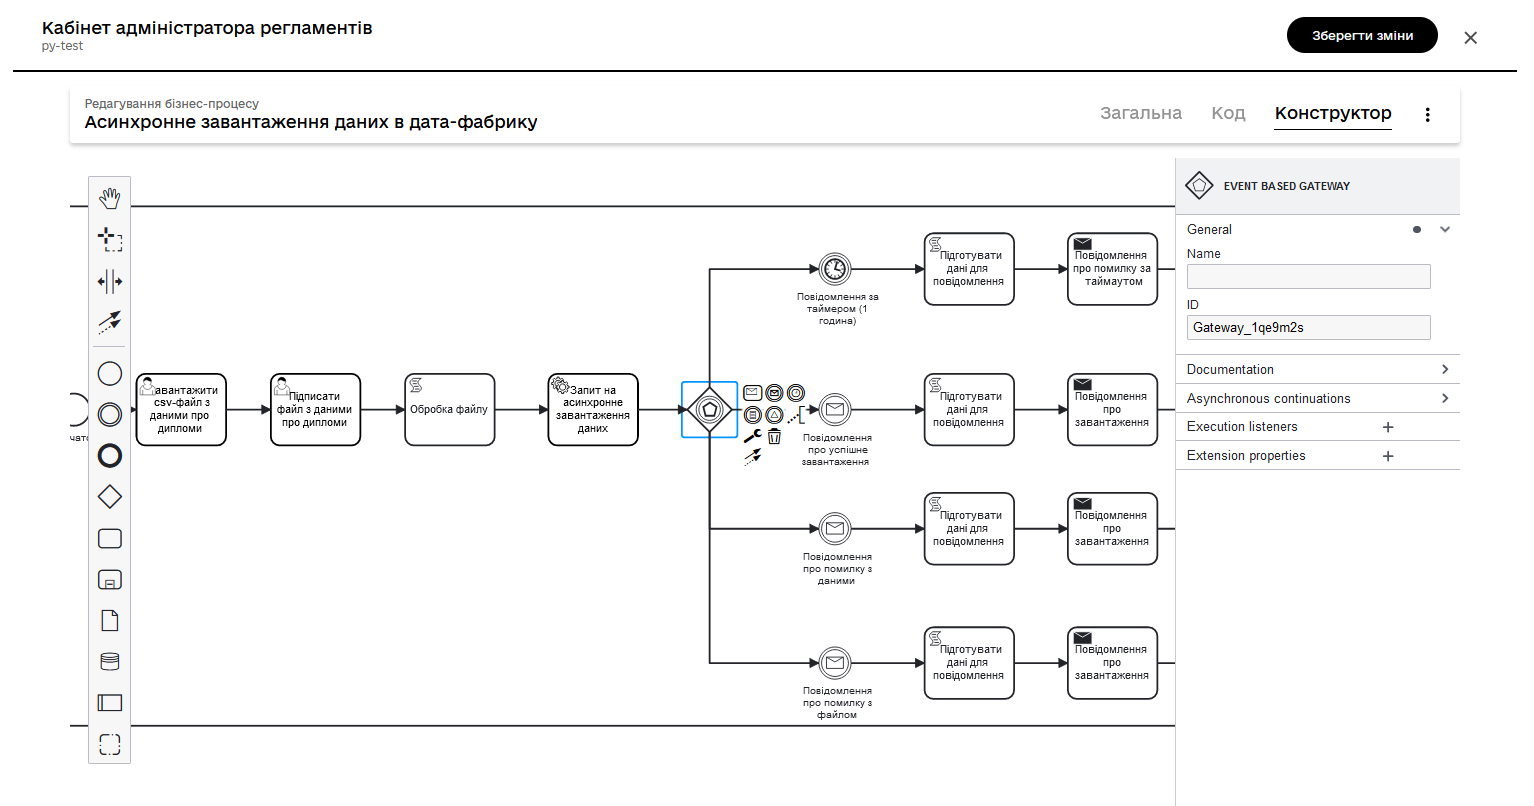 Кабінет адміністратора регламентів
py-test
Зберегти зміни
Редагування бізнес-процесу
Асинхронне завантаження даних в дата-фабрику
Загальна
Код
Конструктор
EVENT BASED GATEWAY
General
Name
ID
Gateway_1qe9m2s
Documentation
Asynchronous continuations
Execution listeners
Extension properties
чато
авантажити
csv-файл з
даними про
дипломи
Підписати
файл з даними
про дипломи
Обробка файлу
Запит на
асинхронне
завантаження
даних
Повідомлення за
таймером (1
година)
Підготувати
дані для
повідомлення
Повідомлення
про помилку за
таймаутом
Повідомлення
про успішне
завантаження
Підготувати
дані для
повідомлення
Повідомлення
про
завантаження
Повідомлення
про помилку з
даними
Підготувати
дані для
повідомлення
Повідомлення
про
завантаження
Повідомлення
про помилку з
файлом
Підготувати
дані для
повідомлення
Повідомлення
про
завантаження